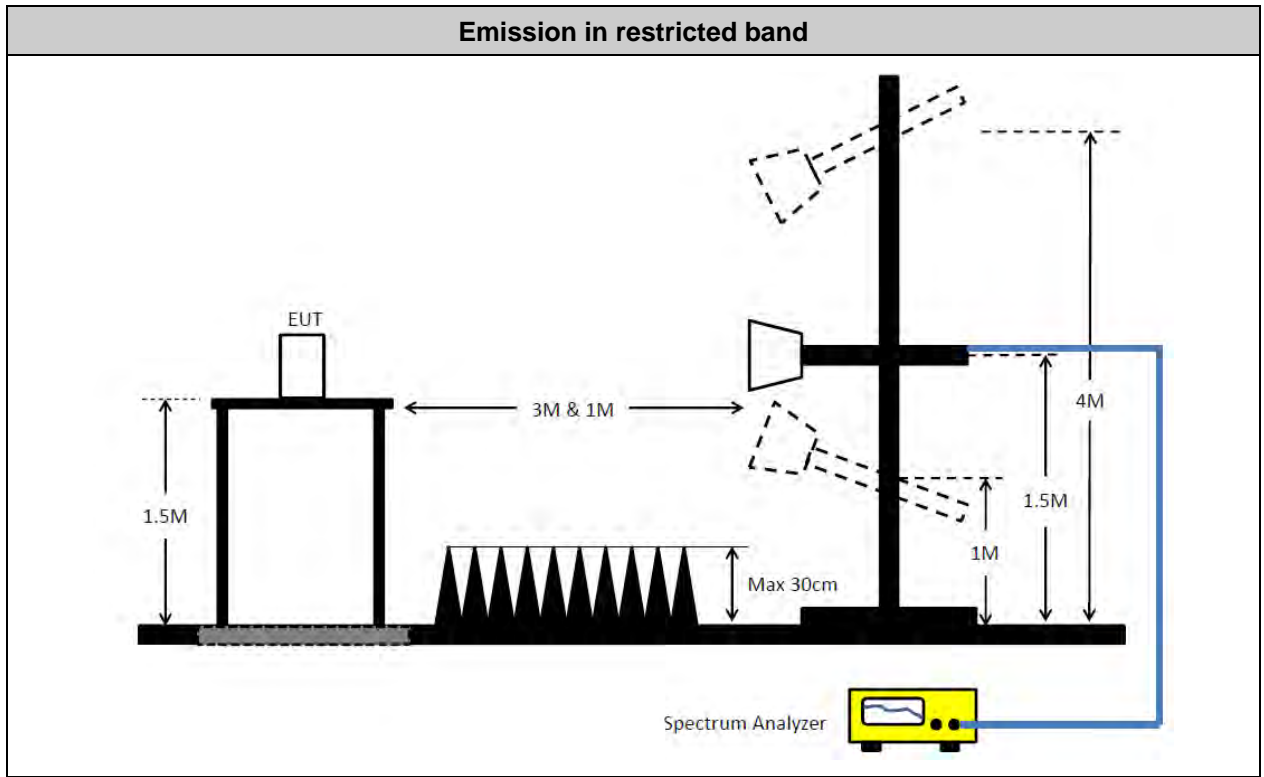 Emission in restricted band
EUT
3M & 1M
4M
1.5M
1.5M
1M
Max 30cm
Spectrum Analyzer